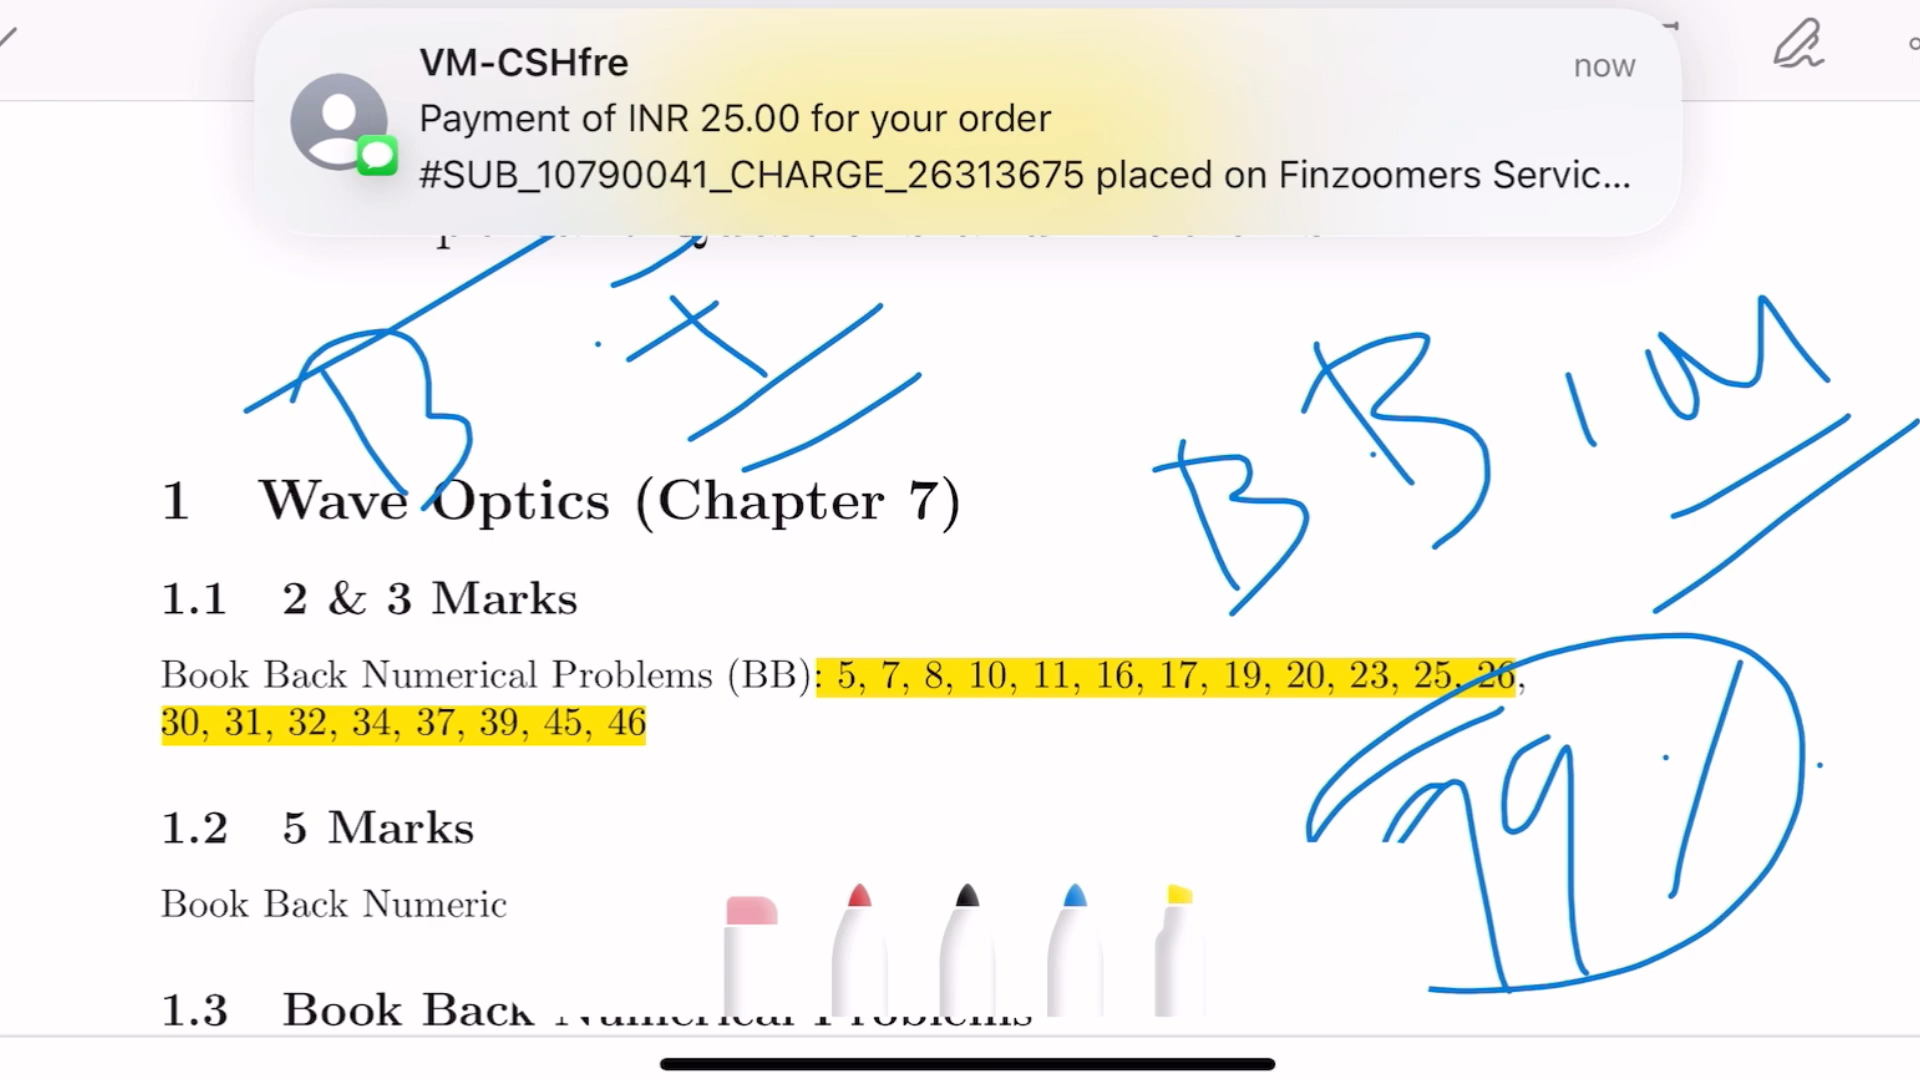 VM-CSHfre
now
Payment of INR 25.00 for your order
#SUB_10790041_CHARGE_26313675 placed on Finzoomers Servic...
B
B
B I M
1 Wave Optics (Chapter 7)
1.1 2 & 3 Marks
Book Back Numerical Problems (BB): 5, 7, 8, 10, 11, 16, 17, 19, 20, 23, 25, 26,
30, 31, 32, 34, 37, 39, 45, 46
99
1.2 5 Marks
Book Back Numeric
1.3 Book Back Numerical Problems